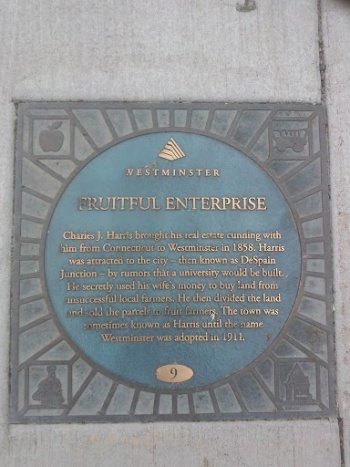 WESTMINSTER
FRUITFUL ENTERPRISE
Charles J. Harris brought his real estate cunning with
him from Connecticut to Westminster in 1858. Harris
was attracted to the city – then known as DeSpain
Junction – by rumors that a university would be built.
He secretly used his wife's money to buy land from
unsuccessful local farmers. He then divided the land
and sold the parcels to fruit farmers. The town was
sometimes known as Harris until the name
Westminster was adopted in 1911.
9